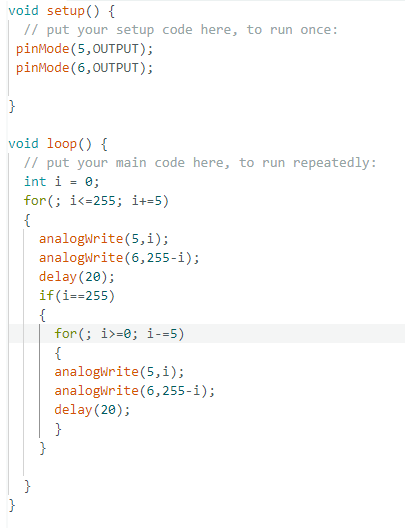 void setup() {
  // put your setup code here, to run once:
 pinMode(5,OUTPUT);
 pinMode(6,OUTPUT);

}

void loop() {
  // put your main code here, to run repeatedly:
  int i = 0;
  for(; i<=255; i+=5)
  {
    analogWrite(5,i);
    analogWrite(6,255-i);
    delay(20);
    if(i==255)
    {
      for(; i>=0; i-=5)
      {
      analogWrite(5,i);
      analogWrite(6,255-i);
      delay(20);
      }
    }

  }
}